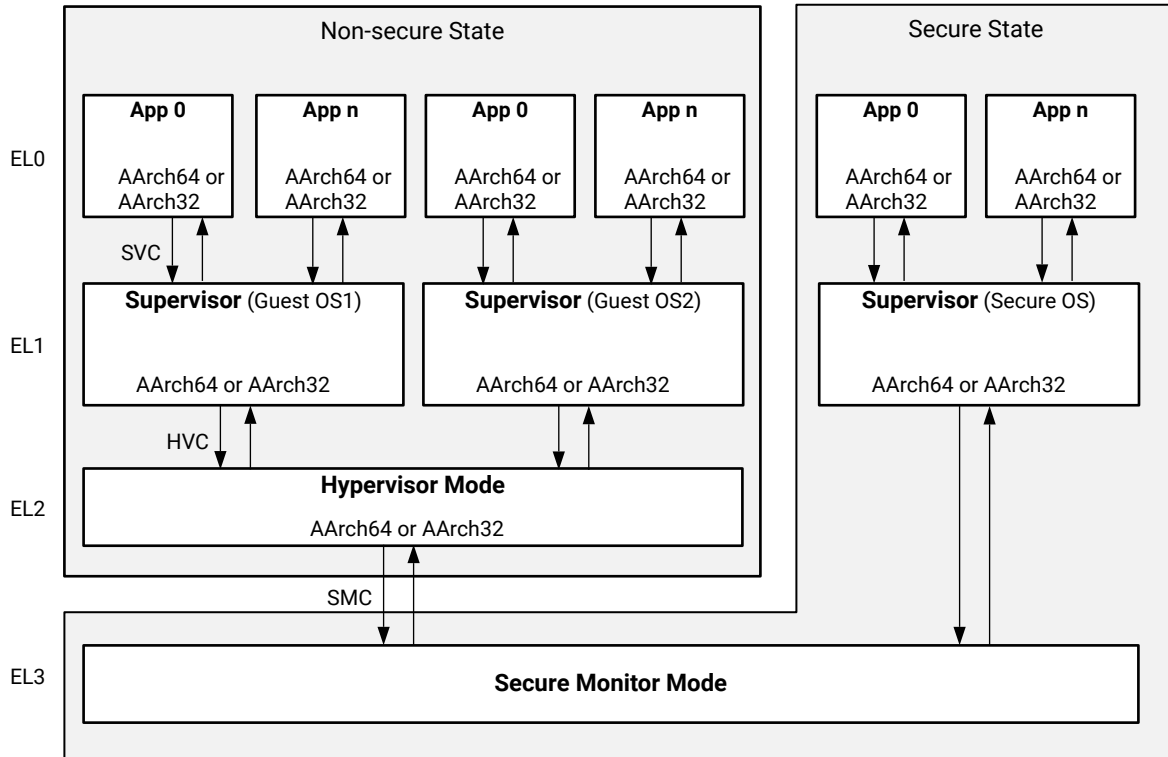 Non-secure State
Secure State
App 0
App n
App 0
App n
App 0
App n
EL0
AArch64 or
AArch32
AArch64 or
AArch32
AArch64 or
AArch32
AArch64 or
AArch32
AArch64 or
AArch32
AArch64 or
AArch32
SVC
Supervisor (Guest OS1)
Supervisor (Guest OS2)
Supervisor (Secure OS)
EL1
AArch64 or AArch32
AArch64 or AArch32
AArch64 or AArch32
HVC
Hypervisor Mode
EL2
AArch64 or AArch32
SMC
EL3
Secure Monitor Mode